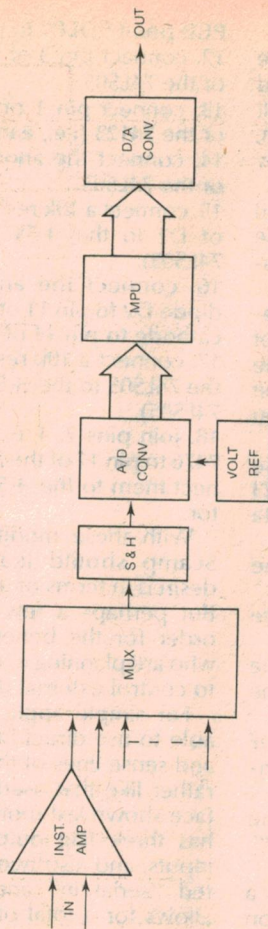 IN
INST.
AMP
MUX
S & H
A/D
CONV.
VOLT
REF
MPU
D/A
CONV.
OUT